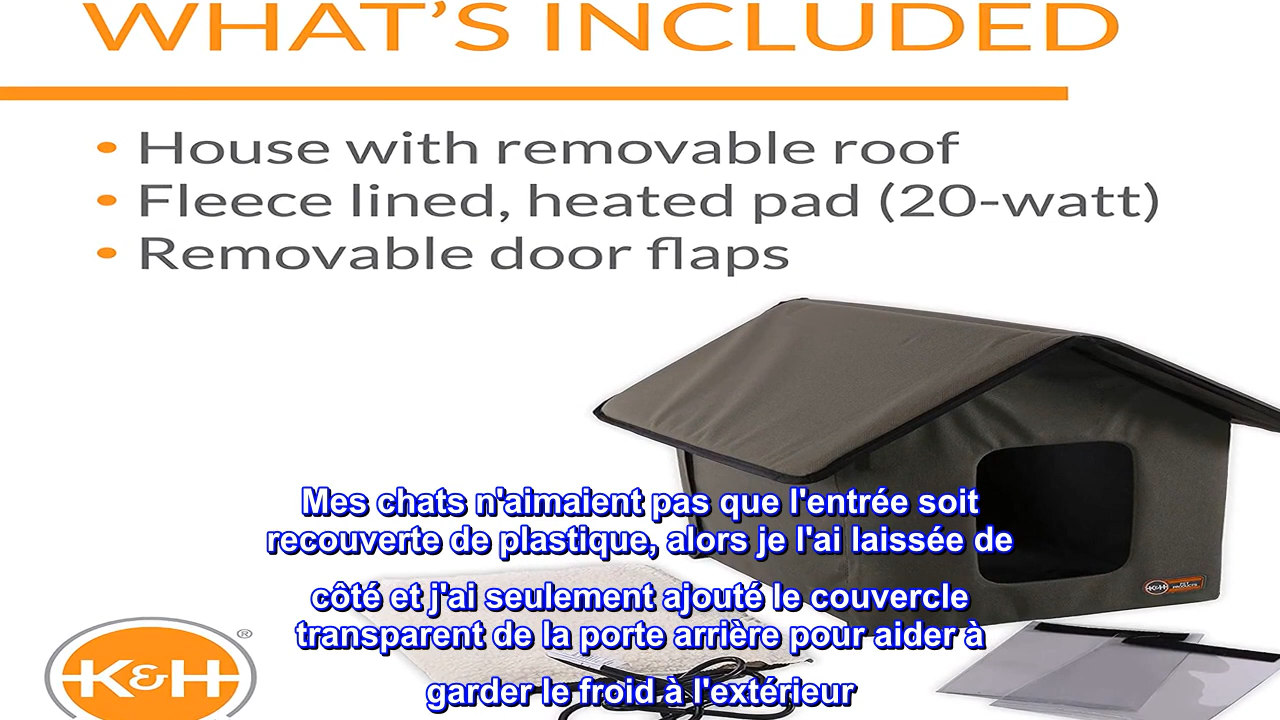 WHAT'S INCLUDED
• House with removable roof
• Fleece lined, heated pad (20-watt)
• Removable door flaps
Mes chats n'aimaient pas que l'entrée soit
recouverte de plastique, alors je l'ai laissée de
côté et j'ai seulement ajouté le couvercle
transparent de la porte arrière pour aider à
garder le froid à l'extérieur
K&H
K&H
®